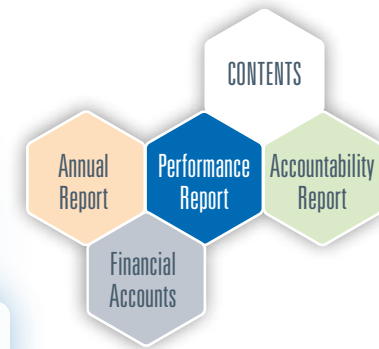 CONTENTS
Annual
Report
Performance
Report
Accountability
Report
Financial
Accounts